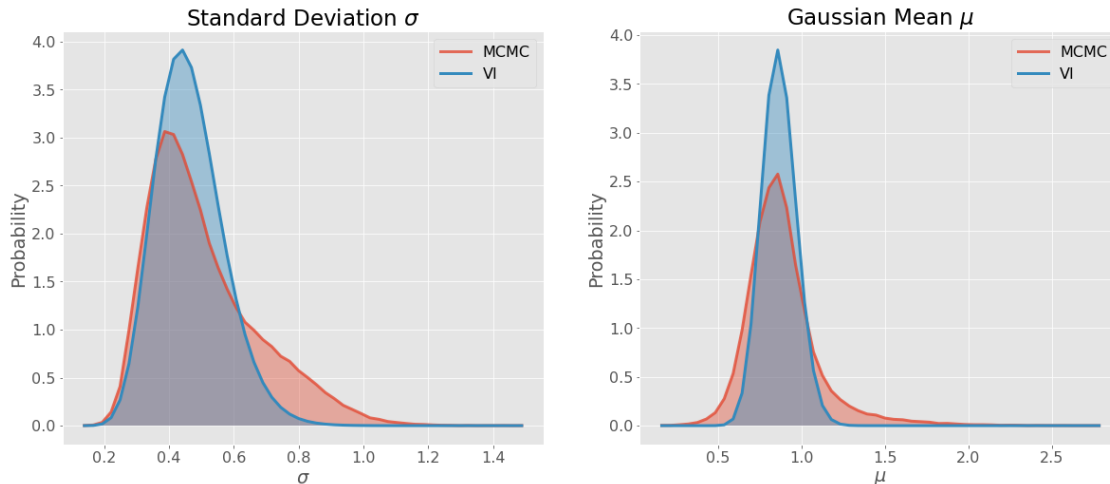 Standard Deviation σ
MCMC
VI
4.0
3.5
3.0
2.5
2.0
1.5
1.0
0.5
0.0
Probability
0.2 0.4 0.6 0.8 1.0 1.2 1.4
σ
Gaussian Mean μ
MCMC
VI
4.0
3.5
3.0
2.5
2.0
1.5
1.0
0.5
0.0
Probability
0.5 1.0 1.5 2.0 2.5
μ